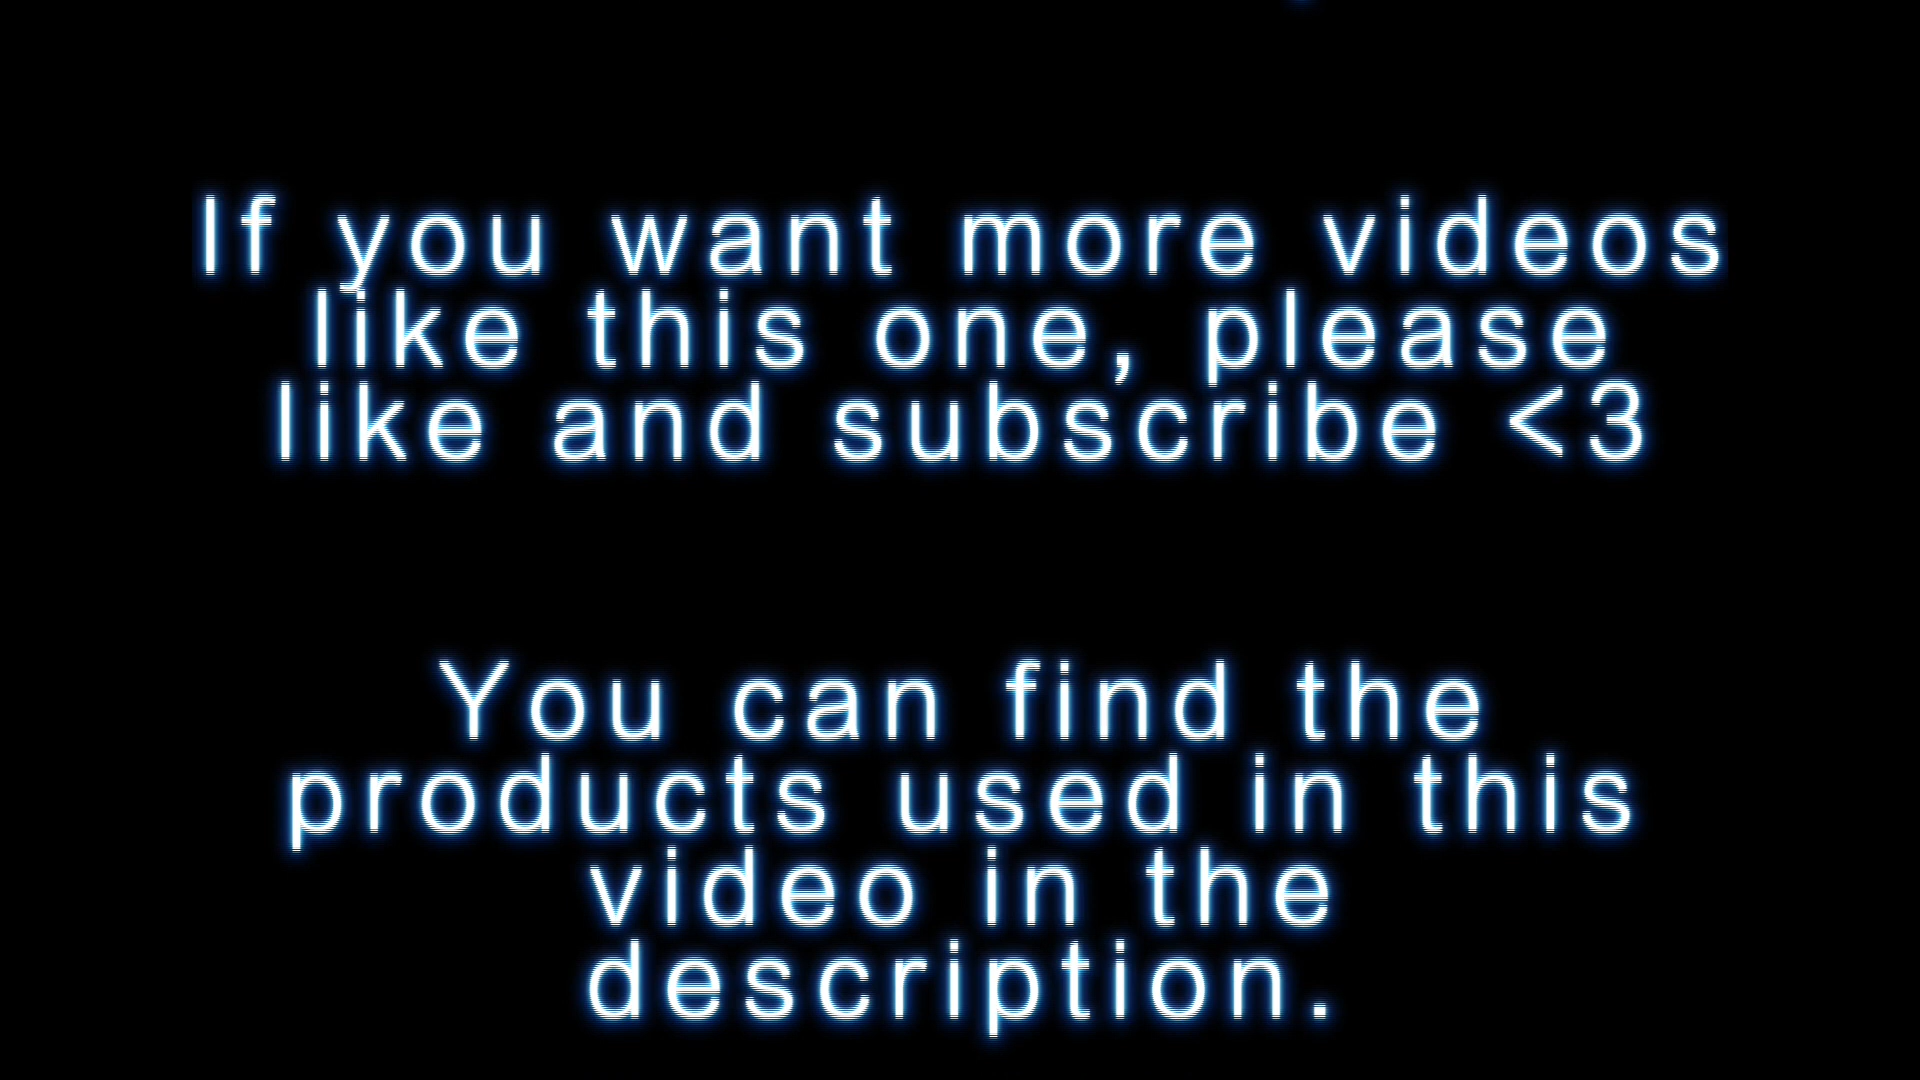 If you want more videos
like this one, please
like and subscribe <3
You can find the
products used in this
video in the
description.